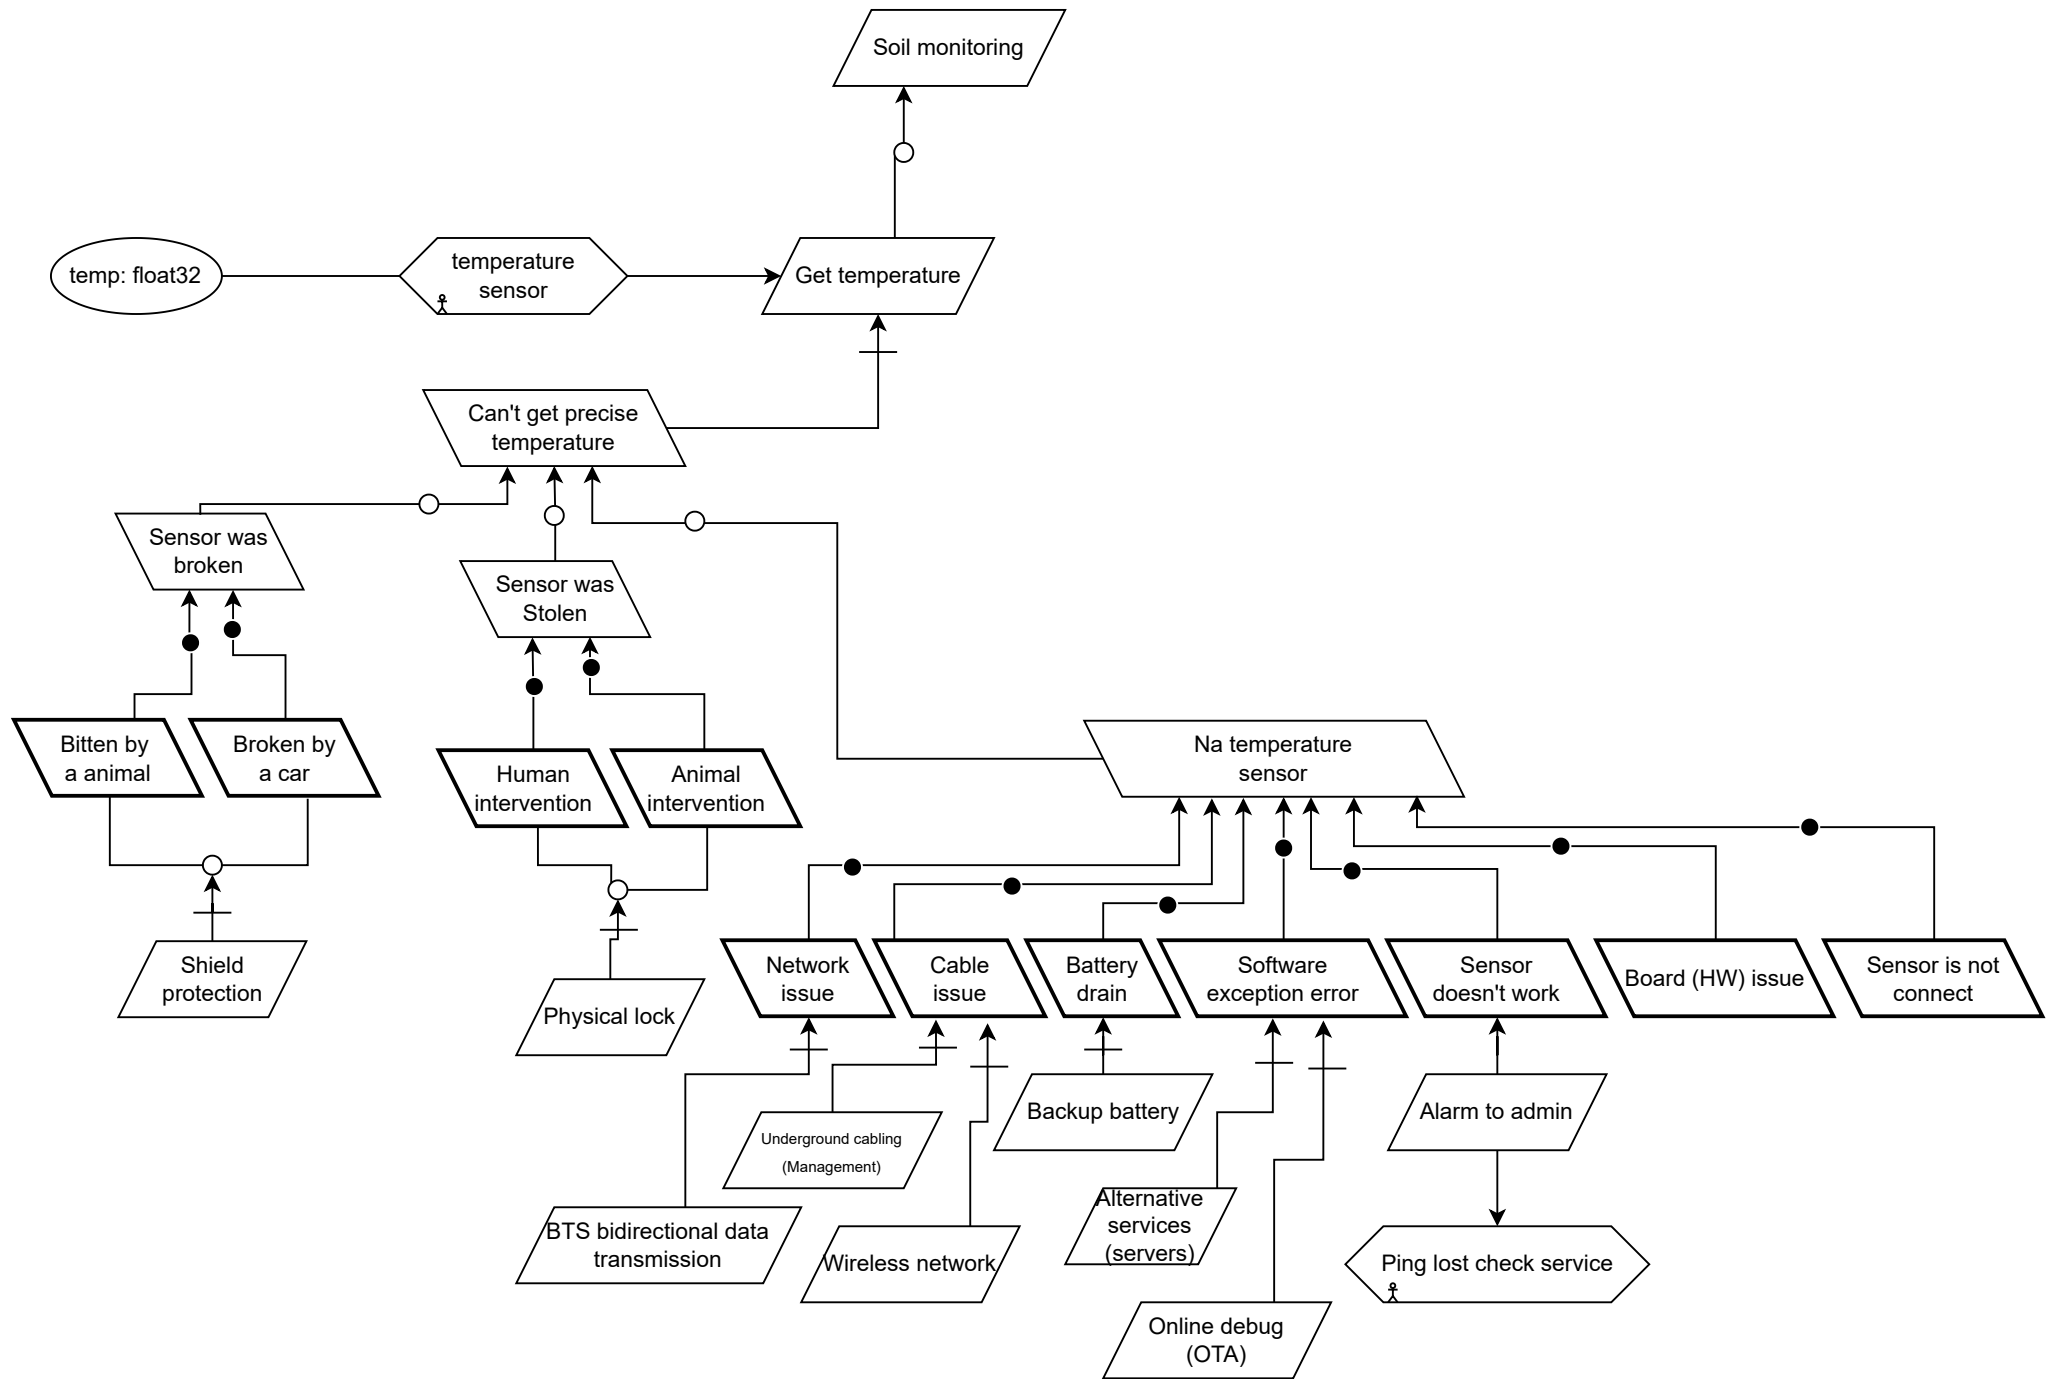 Soil monitoring
temp: float32
temperature
sensor
Get temperature
Can't get precise
temperature
Sensor was
broken
Sensor was
Stolen
Bitten by
a animal
Broken by
a car
Human
intervention
Animal
intervention
Na temperature
sensor
Shield
protection
Physical lock
Network
issue
Cable
issue
Battery
drain
Software
exception error
Sensor
doesn't work
Board (HW) issue
Sensor is not
connect
Underground cabling
(Management)
Backup battery
Alarm to admin
BTS bidirectional data
transmission
Wireless network
Alternative
services
(servers)
Ping lost check service
Online debug
(OTA)